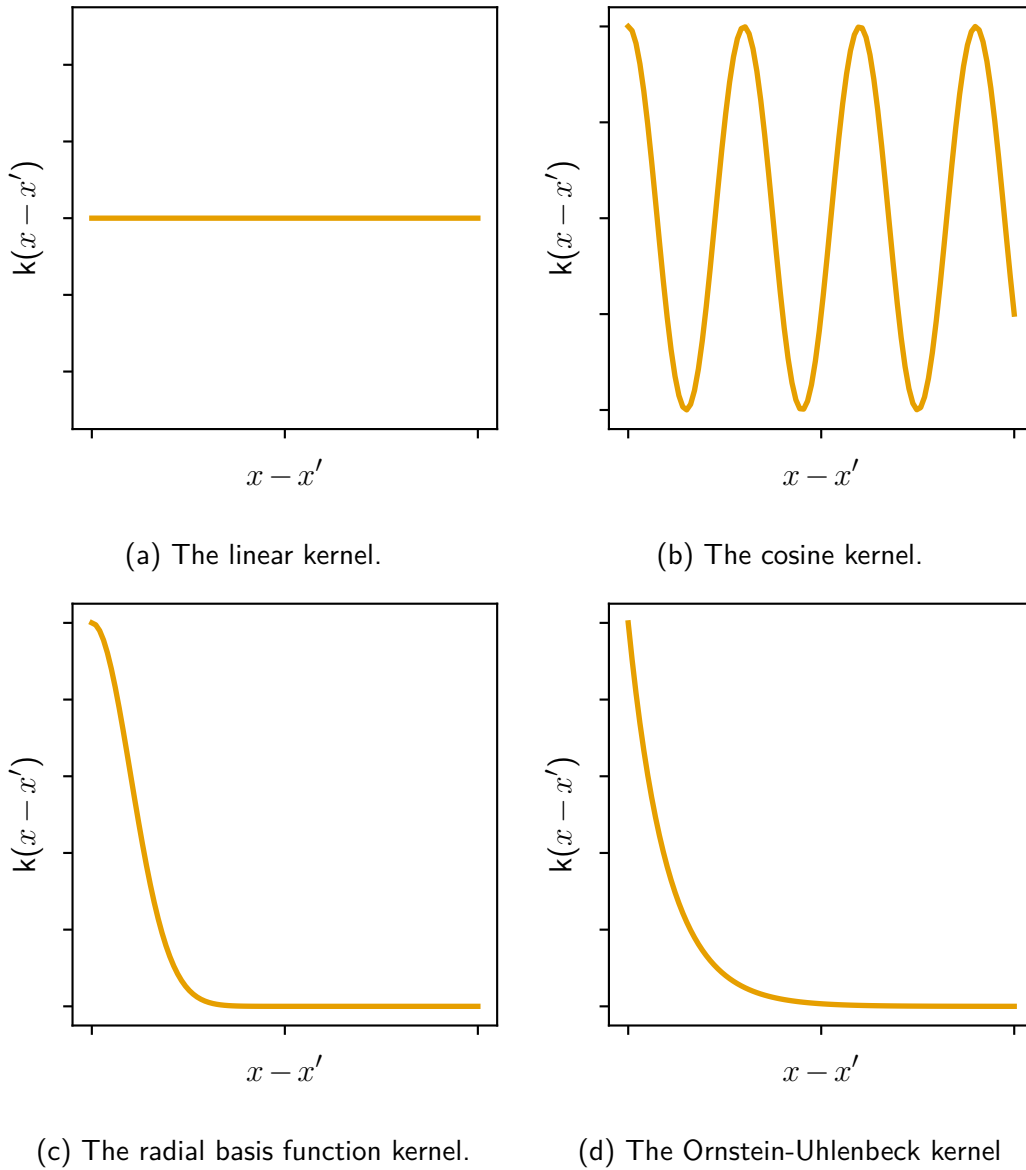 k(x − x′)
k(x − x′)
x − x′
x − x′
(a) The linear kernel.
(b) The cosine kernel.
k(x − x′)
k(x − x′)
x − x′
x − x′
(c) The radial basis function kernel.
(d) The Ornstein-Uhlenbeck kernel